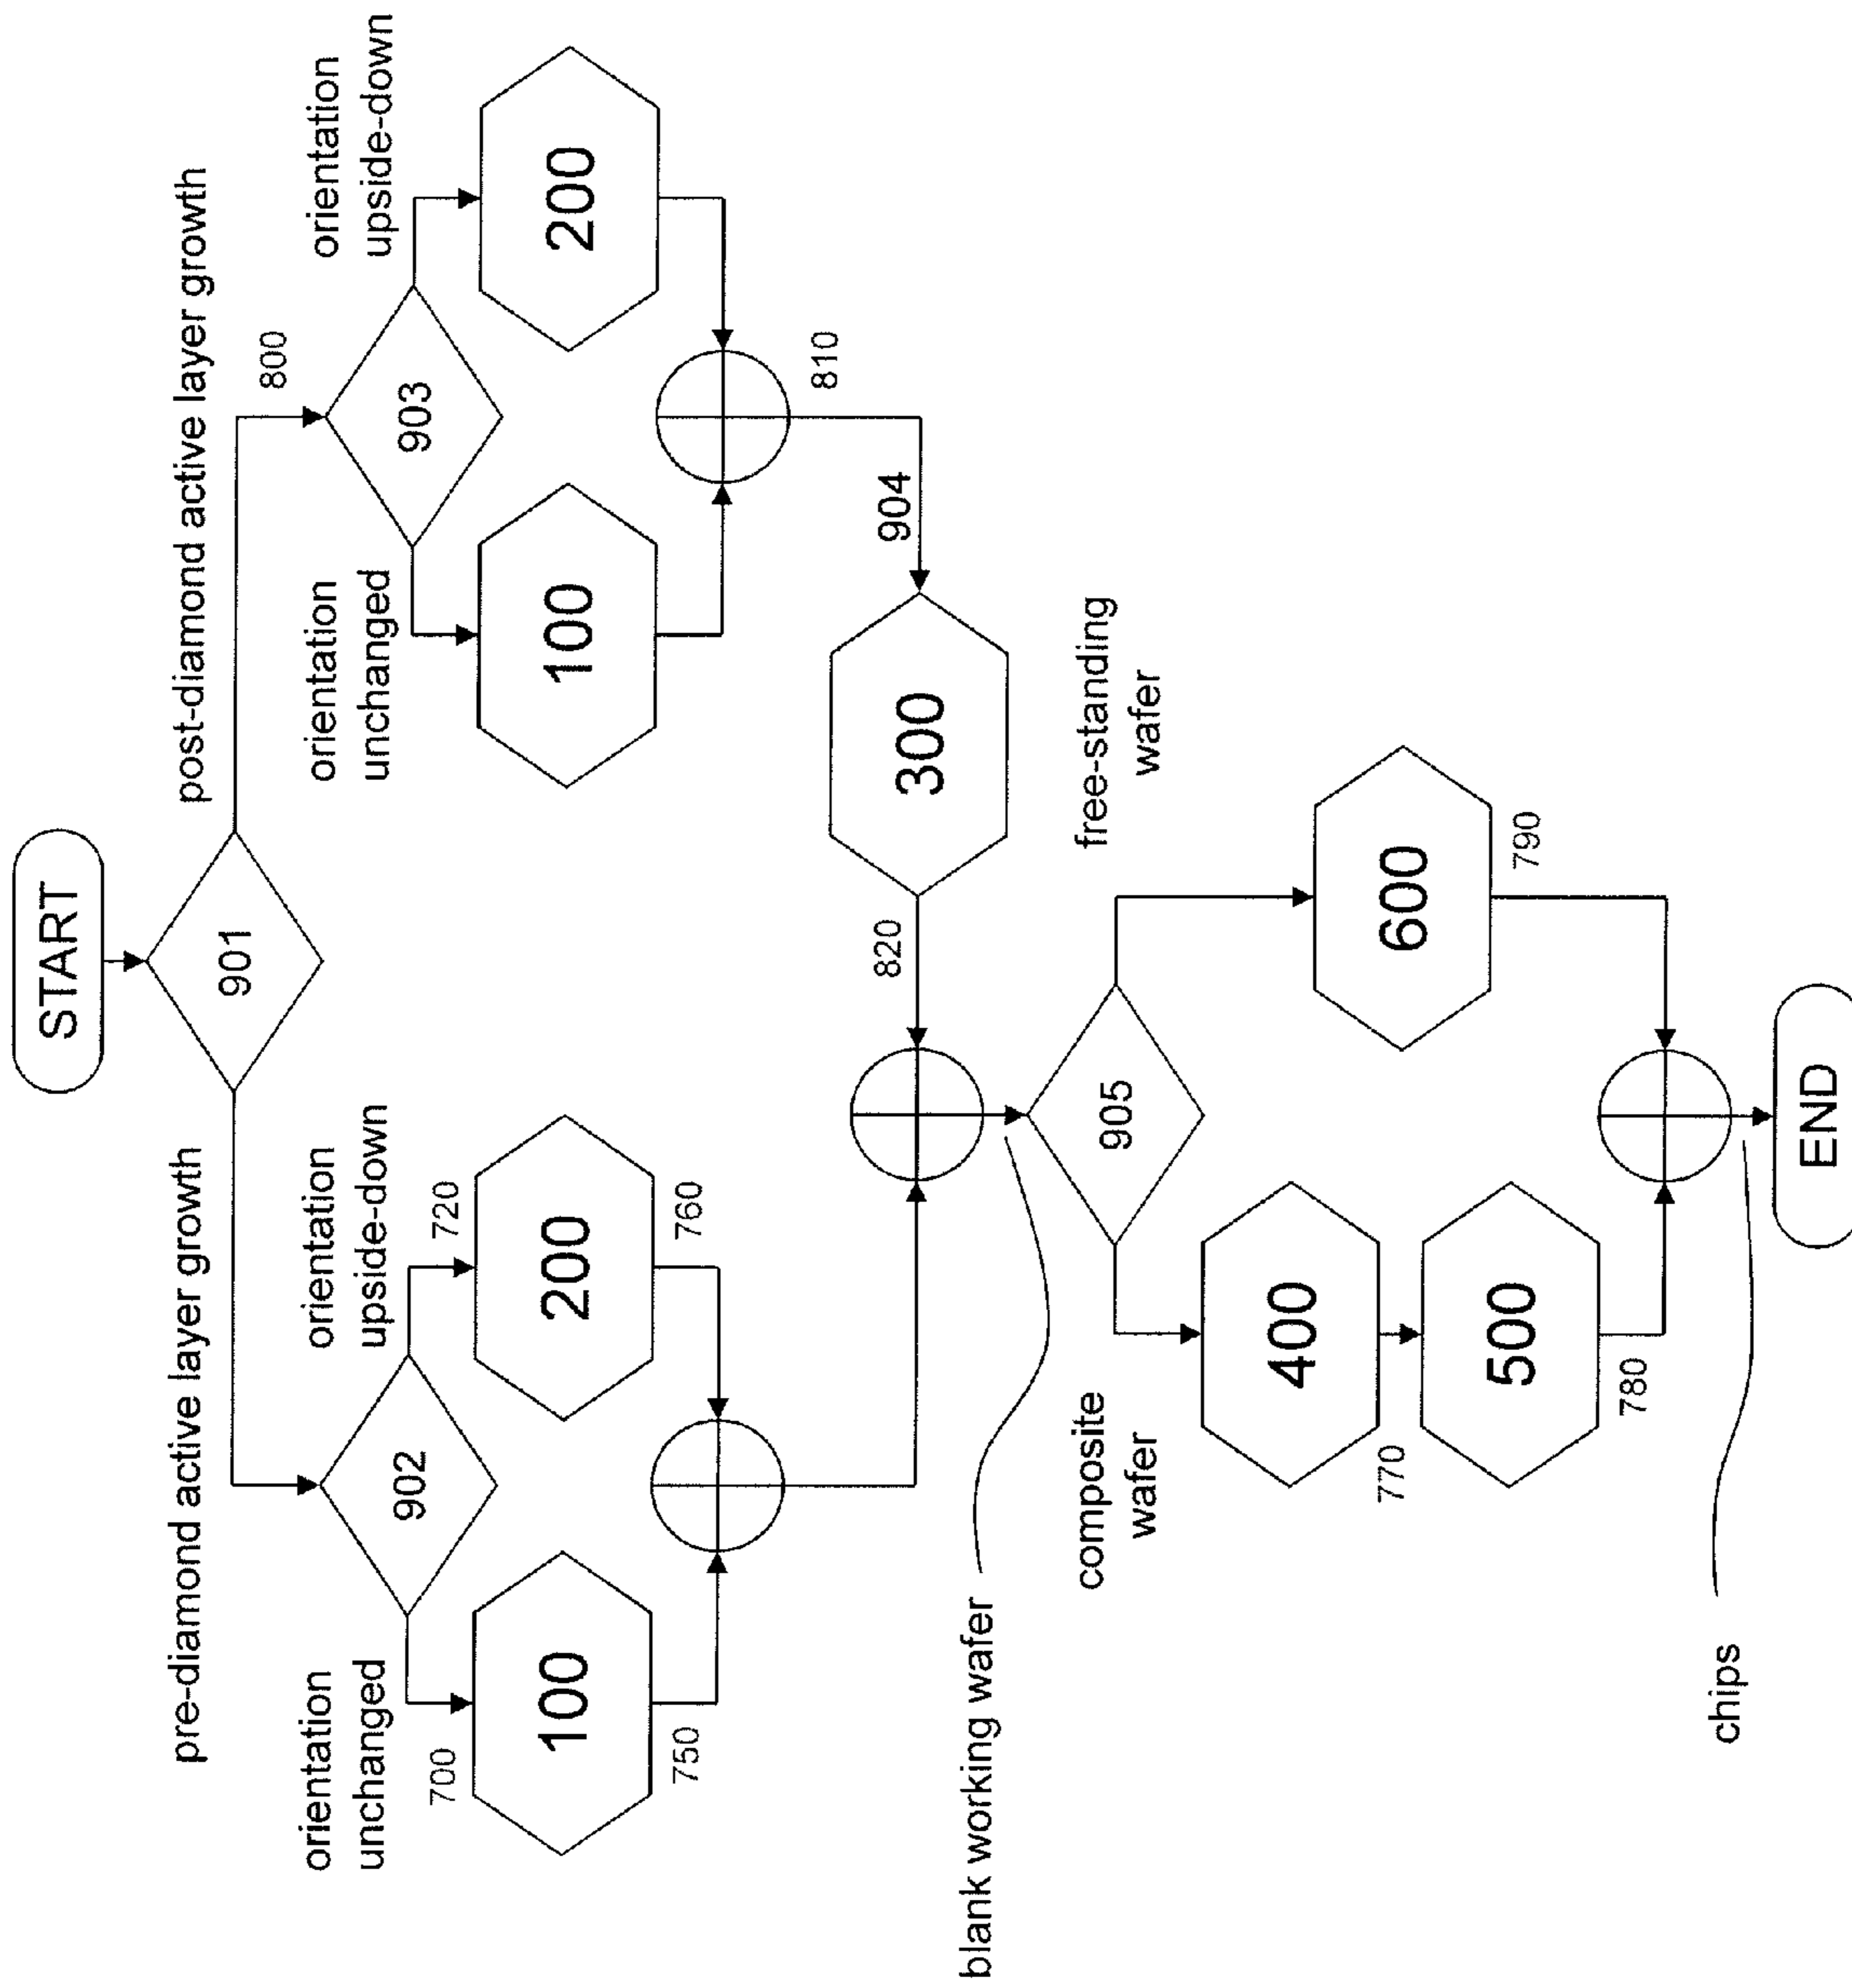 START
901
pre-diamond active layer growth
post-diamond active layer growth
800
orientation
unchanged
orientation
upside-down
orientation
unchanged
orientation
upside-down
902
903
700
720
100
200
100
200
750
760
810
904
300
820
blank working wafer
905
composite
wafer
free-standing
wafer
400
600
770
500
790
780
chips
END